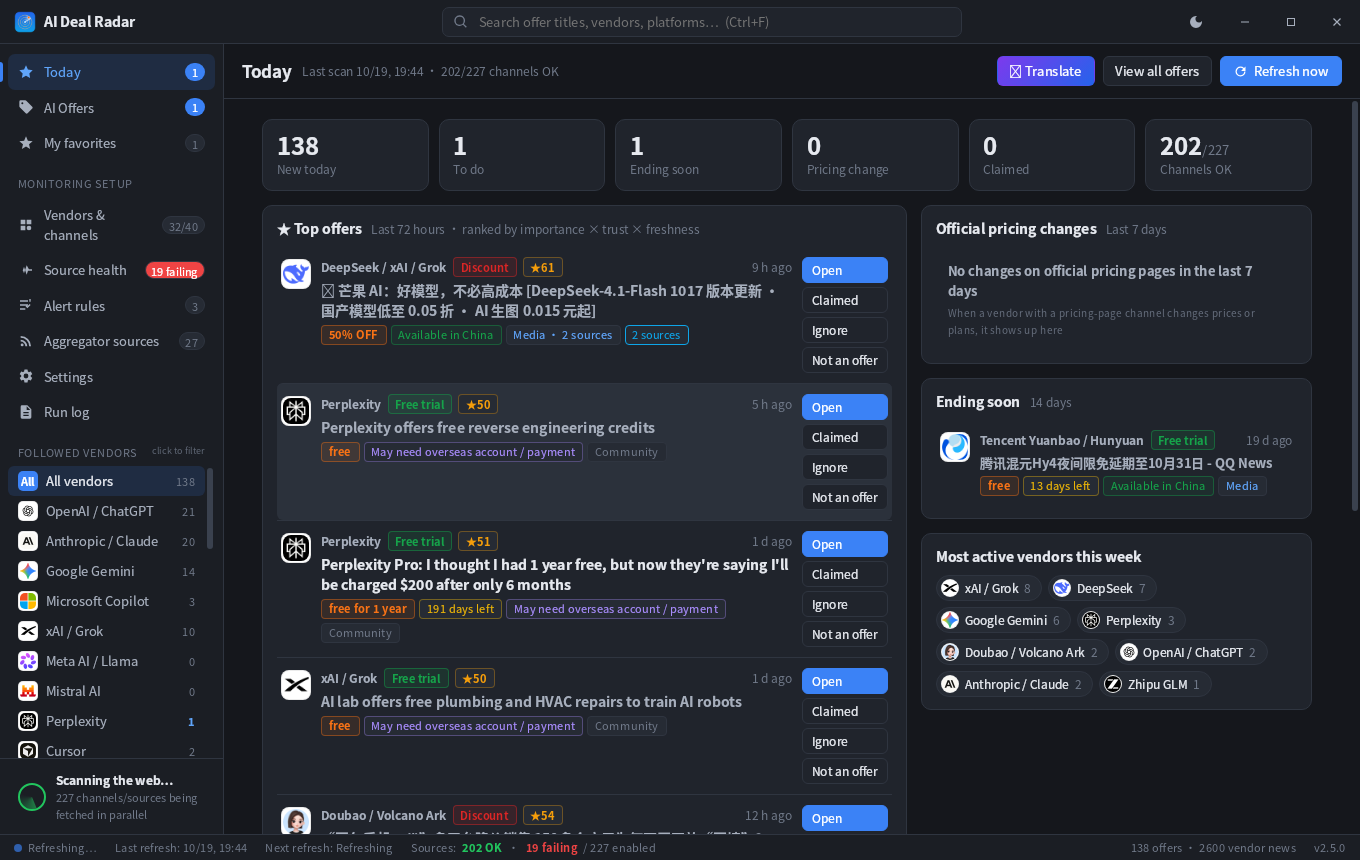 AI Deal Radar
Search offer titles, vendors, platforms… (Ctrl+F)
Today 1
AI Offers 1
My favorites 1
MONITORING SETUP
Vendors & channels 32/40
Source health 19 failing
Alert rules 3
Aggregator sources 27
Settings
Run log
FOLLOWED VENDORS click to filter
All All vendors 138
OpenAI / ChatGPT 21
Anthropic / Claude 20
Google Gemini 14
Microsoft Copilot 3
xAI / Grok 10
Meta AI / Llama 0
Mistral AI 0
Perplexity 1
Cursor 2
Scanning the web…
227 channels/sources being
fetched in parallel
Today Last scan 10/19, 19:44 · 202/227 channels OK
Translate View all offers Refresh now
138
New today
1
To do
1
Ending soon
0
Pricing change
0
Claimed
202/227
Channels OK
★ Top offers Last 72 hours · ranked by importance × trust × freshness
DeepSeek / xAI / Grok Discount ★61 9 h ago
芒果 AI：好模型，不必高成本 [DeepSeek-4.1-Flash 1017 版本更新 ·
国产模型低至 0.05 折 · AI 生图 0.015 元起]
50% OFF Available in China Media · 2 sources 2 sources
Open
Claimed
Ignore
Not an offer
Perplexity Free trial ★50 5 h ago
Perplexity offers free reverse engineering credits
free May need overseas account / payment Community
Open
Claimed
Ignore
Not an offer
Perplexity Free trial ★51 1 d ago
Perplexity Pro: I thought I had 1 year free, but now they're saying I'll
be charged $200 after only 6 months
free for 1 year 191 days left May need overseas account / payment
Community
Open
Claimed
Ignore
Not an offer
xAI / Grok Free trial ★50 1 d ago
AI lab offers free plumbing and HVAC repairs to train AI robots
free May need overseas account / payment Community
Open
Claimed
Ignore
Not an offer
Doubao / Volcano Ark Discount ★54 12 h ago
Open
Official pricing changes Last 7 days
No changes on official pricing pages in the last 7
days
When a vendor with a pricing-page channel changes prices or
plans, it shows up here
Ending soon 14 days
Tencent Yuanbao / Hunyuan Free trial 19 d ago
腾讯混元Hy4夜间限免延期至10月31日 - QQ News
free 13 days left Available in China Media
Most active vendors this week
xAI / Grok 8 DeepSeek 7
Google Gemini 6 Perplexity 3
Doubao / Volcano Ark 2 OpenAI / ChatGPT 2
Anthropic / Claude 2 Zhipu GLM 1
Refreshing… Last refresh: 10/19, 19:44 Next refresh: Refreshing Sources: 202 OK · 19 failing / 227 enabled 138 offers · 2600 vendor news v2.5.0